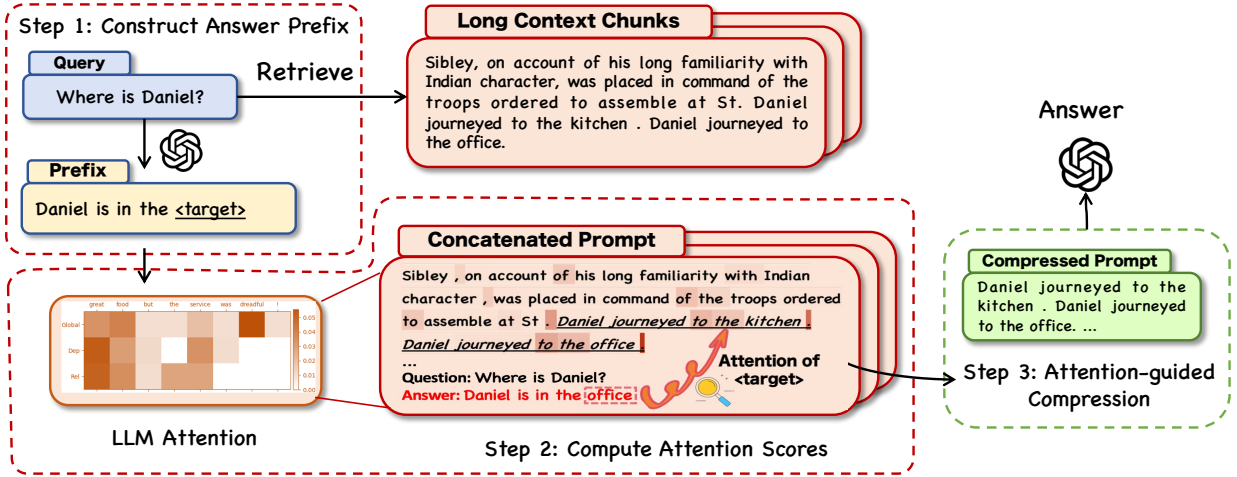 Step 1: Construct Answer Prefix
Query
Where is Daniel?
Retrieve
Prefix
Daniel is in the <target>
Long Context Chunks
Sibley, on account of his long familiarity with
Indian character, was placed in command of the
troops ordered to assemble at St. Daniel
journeyed to the kitchen . Daniel journeyed to
the office.
great food but the service was dreadful !
Global
Dep
Rel
0.05
0.04
0.03
0.02
0.01
0.00
LLM Attention
Concatenated Prompt
Sibley , on account of his long familiarity with Indian
character , was placed in command of the troops ordered
to assemble at St . Daniel journeyed to the kitchen .
Daniel journeyed to the office .
...
Question: Where is Daniel?
Answer: Daniel is in the office
Attention of
<target>
Step 2: Compute Attention Scores
Answer
Compressed Prompt
Daniel journeyed to the
kitchen . Daniel journeyed
to the office. ...
Step 3: Attention-guided
Compression